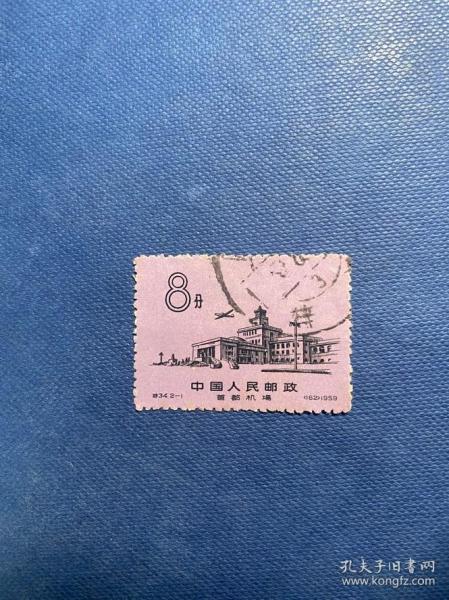 8分
中国人民邮政
特34.2-1 首都机场 (162)1959
孔夫子旧书网
www.kongfz.com